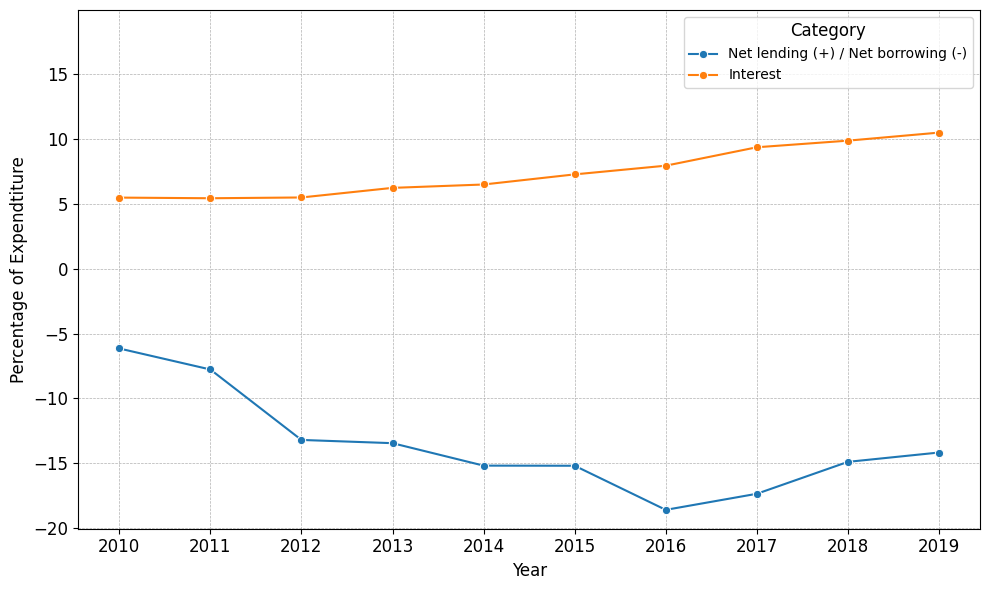 Category
Net lending (+) / Net borrowing (-)
Interest
15
10
5
0
−5
−10
−15
−20
Percentage of Expendtiture
2010 2011 2012 2013 2014 2015 2016 2017 2018 2019
Year